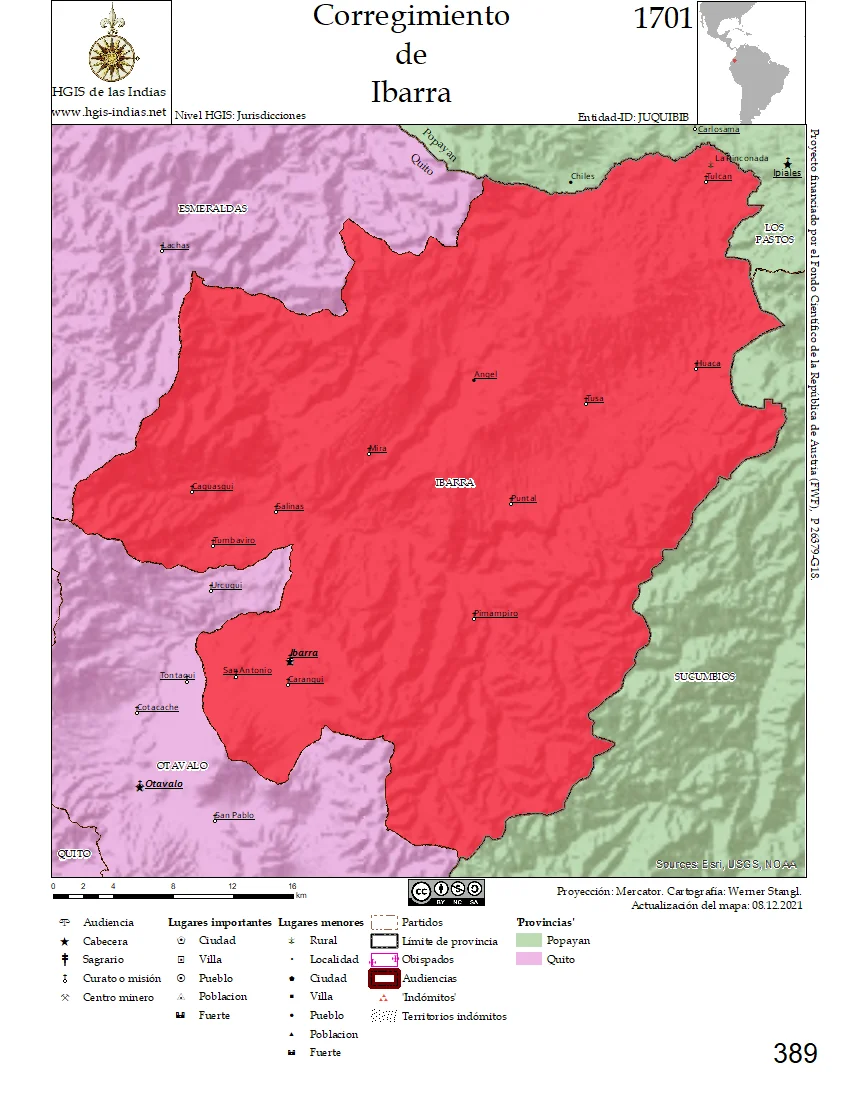 Corregimiento
de
Ibarra
1701
HGIS de las Indias
www.hgis-indias.net
Nivel HGIS: Jurisdicciones
Entidad-ID: JUQUIBIB
Carlosama
Popayan
Quito
La Rinconada
Ipiales
Chiles
Tulcan
ESMERALDAS
LOS
PASTOS
Lachas
Huaca
Angel
Tusa
Mira
IBARRA
Caguasqui
Puntal
Salinas
Tumbaviro
Urcuqui
Pimampiro
Ibarra
San Antonio
Caranqui
Tontaqui
SUCUMBIOS
Cotacache
OTAVALO
Otavalo
San Pablo
QUITO
Sources: Esri, USGS, NOAA
Proyecto financiado por el Fondo Científico de la República de Austria (FWF), P 26379-G18.
0 2 4 8 12 16
km
CC
BY NC SA
Proyección: Mercator. Cartografía: Werner Stangl.
Actualización del mapa: 08.12.2021
Audiencia
Cabecera
Sagrario
Curato o misión
Centro minero
Lugares importantes
Ciudad
Villa
Pueblo
Poblacion
Fuerte
Lugares menores
Rural
Localidad
Ciudad
Villa
Pueblo
Poblacion
Fuerte
Partidos
Límite de provincia
Obispados
Audiencias
'Indómitos'
Territorios indómitos
'Provincias'
Popayan
Quito
389